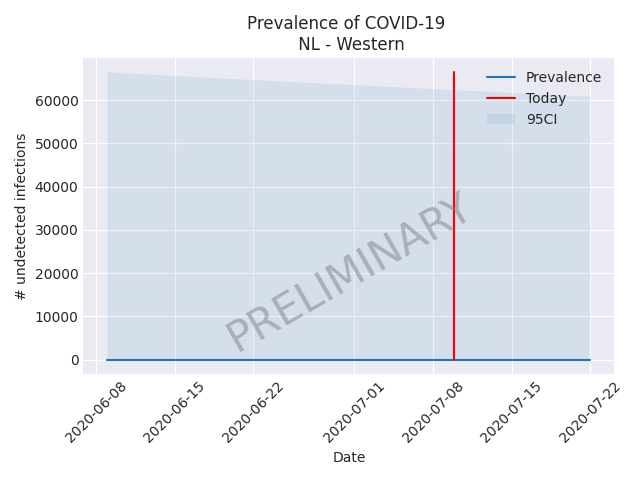 Prevalence of COVID-19
NL - Western
Prevalence
Today
95CI
60000
50000
40000
30000
20000
10000
0
# undetected infections
PRELIMINARY
2020-06-08
2020-06-15
2020-06-22
2020-07-01
2020-07-08
2020-07-15
2020-07-22
Date